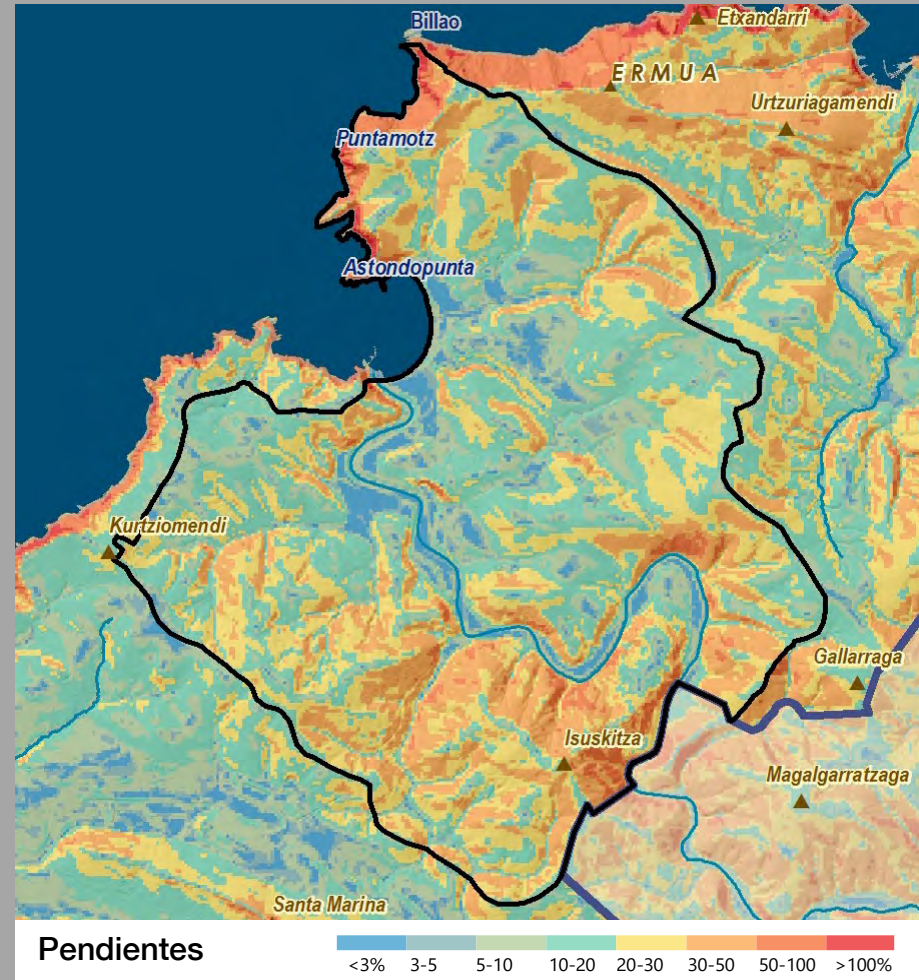 Billao
Etxandarri
ERMUA
Urtzuriagamendi
Puntamotz
Astondopunta
Kurtziomendi
Gallarraga
Isuskitza
Magalgarratzaga
Santa Marina
Pendientes
<3% 3-5 5-10 10-20 20-30 30-50 50-100 >100%